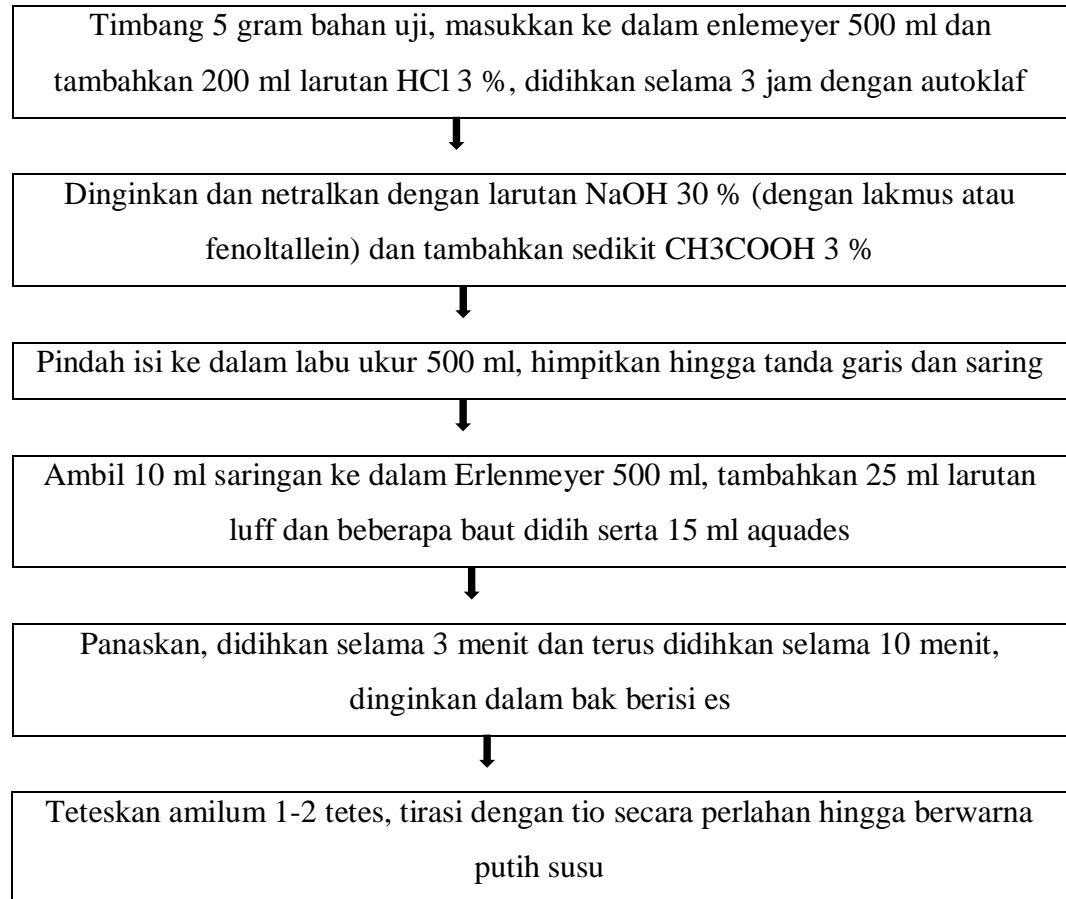 Timbang 5 gram bahan uji, masukkan ke dalam enlemeyer 500 ml dan
tambahkan 200 ml larutan HCl 3 %, didihkan selama 3 jam dengan autoklaf
Dinginkan dan netralkan dengan larutan NaOH 30 % (dengan lakmus atau
fenoltallein) dan tambahkan sedikit CH3COOH 3 %
Pindah isi ke dalam labu ukur 500 ml, himpitkan hingga tanda garis dan saring
Ambil 10 ml saringan ke dalam Erlenmeyer 500 ml, tambahkan 25 ml larutan
luff dan beberapa baut didih serta 15 ml aquades
Panaskan, didihkan selama 3 menit dan terus didihkan selama 10 menit,
dinginkan dalam bak berisi es
Teteskan amilum 1-2 tetes, tirasi dengan tio secara perlahan hingga berwarna
putih susu